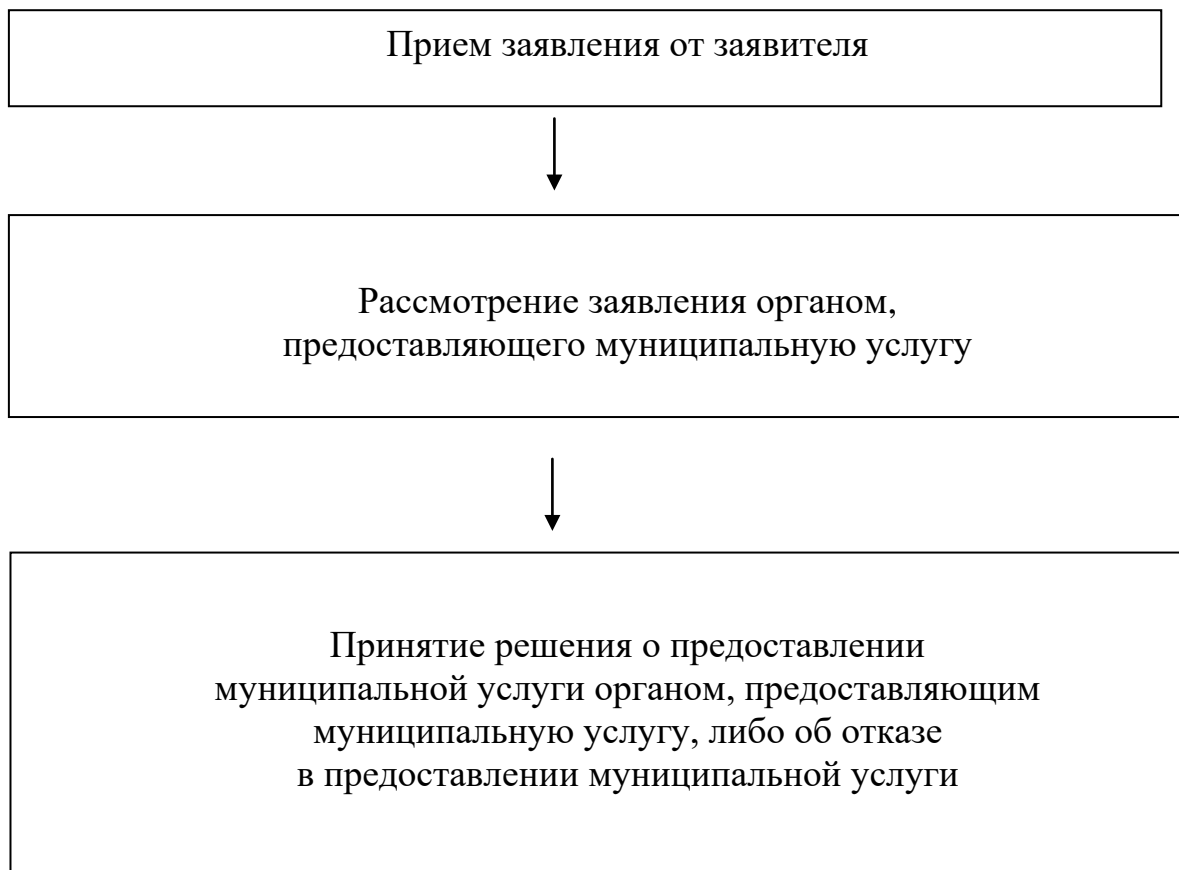 Прием заявления от заявителя
Рассмотрение заявления органом,
предоставляющего муниципальную услугу
Принятие решения о предоставлении
муниципальной услуги органом, предоставляющим
муниципальную услугу, либо об отказе
в предоставлении муниципальной услуги